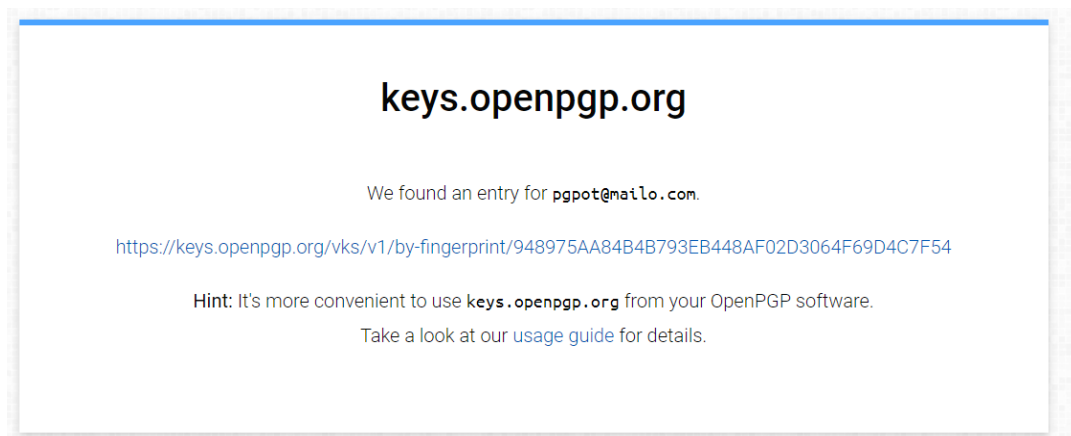 keys.openpgp.org
We found an entry for pgpot@mailo.com.
https://keys.openpgp.org/vks/v1/by-fingerprint/948975AA84B4B793EB448AF02D3064F69D4C7F54
Hint: It's more convenient to use keys.openpgp.org from your OpenPGP software.
Take a look at our usage guide for details.